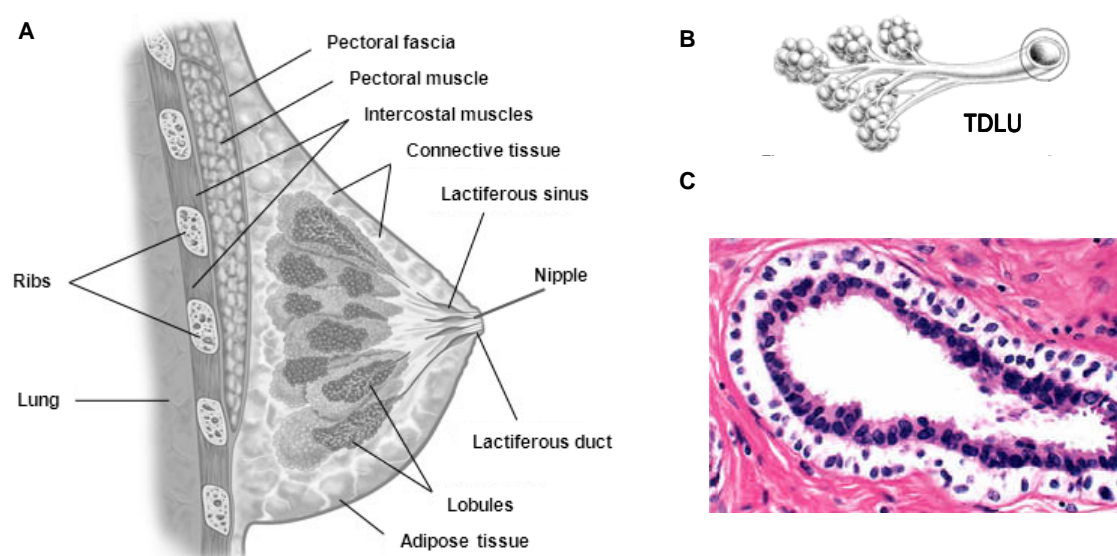 A
Pectoral fascia
Pectoral muscle
Intercostal muscles
Connective tissue
Lactiferous sinus
Nipple
Ribs
Lung
Lactiferous duct
Lobules
Adipose tissue
B
TDLU
C